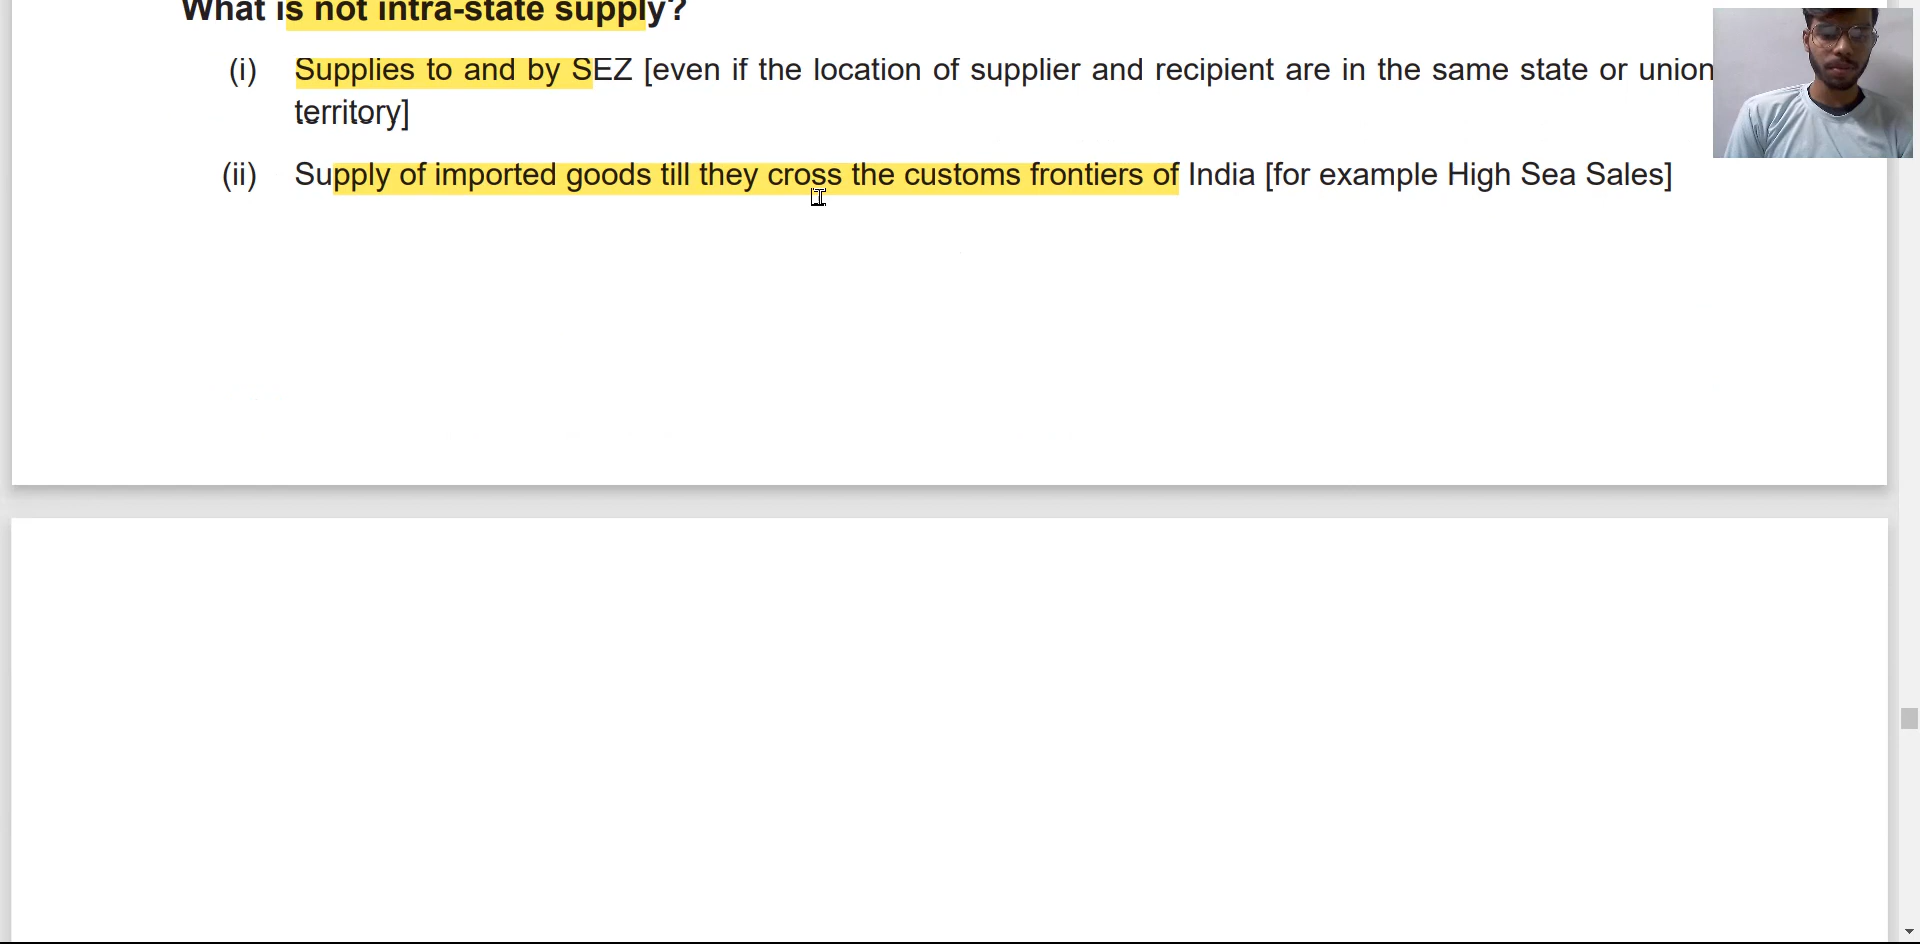 What is not intra-state supply?
(i) Supplies to and by SEZ [even if the location of supplier and recipient are in the same state or union
territory]
(ii) Supply of imported goods till they cross the customs frontiers of India [for example High Sea Sales]